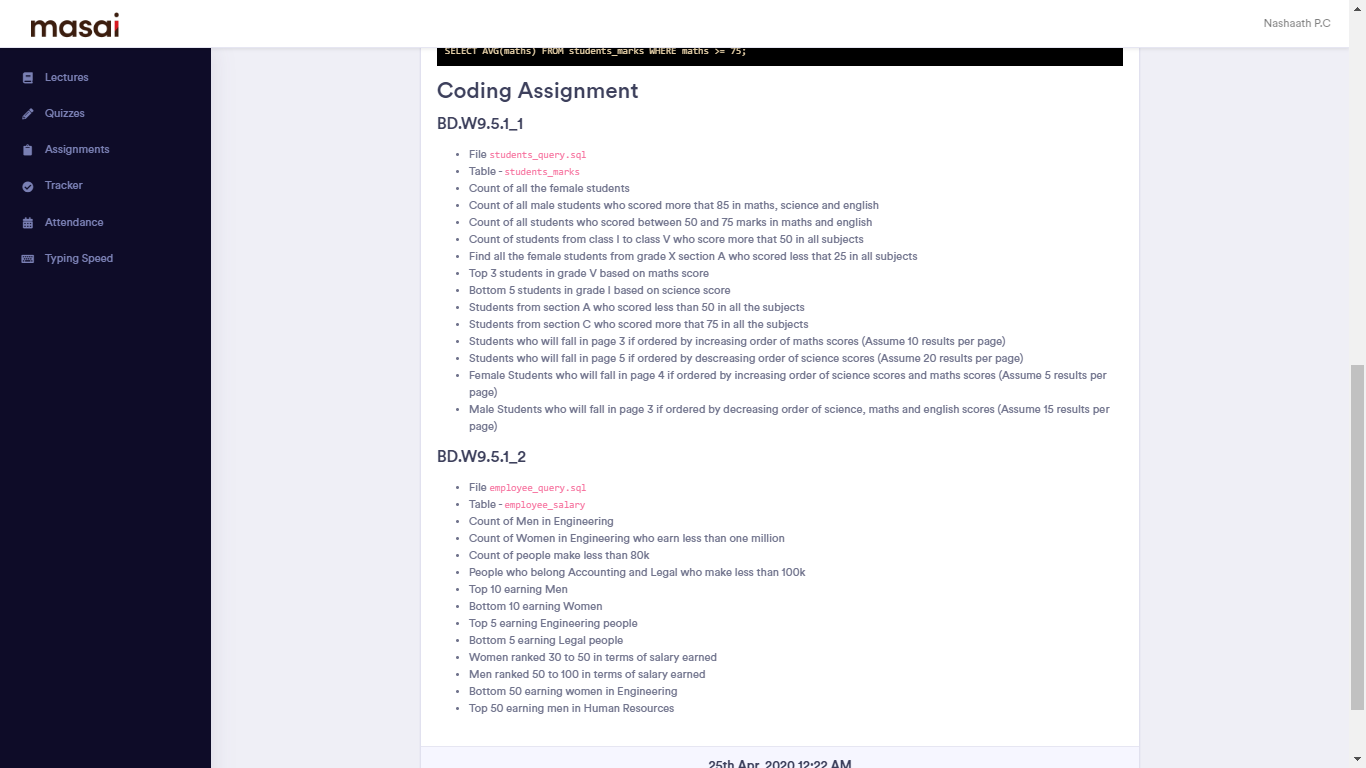 masai
Nashaath P.C
Lectures
Quizzes
Assignments
Tracker
Attendance
Typing Speed
SELECT AVG(maths) FROM students_marks WHERE maths >= 75;
Coding Assignment
BD.W9.5.1_1
File students_query.sql
Table - students_marks
Count of all the female students
Count of all male students who scored more that 85 in maths, science and english
Count of all students who scored between 50 and 75 marks in maths and english
Count of students from class I to class V who score more that 50 in all subjects
Find all the female students from grade X section A who scored less that 25 in all subjects
Top 3 students in grade V based on maths score
Bottom 5 students in grade I based on science score
Students from section A who scored less than 50 in all the subjects
Students from section C who scored more that 75 in all the subjects
Students who will fall in page 3 if ordered by increasing order of maths scores (Assume 10 results per page)
Students who will fall in page 5 if ordered by descreasing order of science scores (Assume 20 results per page)
Female Students who will fall in page 4 if ordered by increasing order of science scores and maths scores (Assume 5 results per
page)
Male Students who will fall in page 3 if ordered by decreasing order of science, maths and english scores (Assume 15 results per
page)
BD.W9.5.1_2
File employee_query.sql
Table - employee_salary
Count of Men in Engineering
Count of Women in Engineering who earn less than one million
Count of people make less than 80k
People who belong Accounting and Legal who make less than 100k
Top 10 earning Men
Bottom 10 earning Women
Top 5 earning Engineering people
Bottom 5 earning Legal people
Women ranked 30 to 50 in terms of salary earned
Men ranked 50 to 100 in terms of salary earned
Bottom 50 earning women in Engineering
Top 50 earning men in Human Resources
25th Apr, 2020 12:22 AM